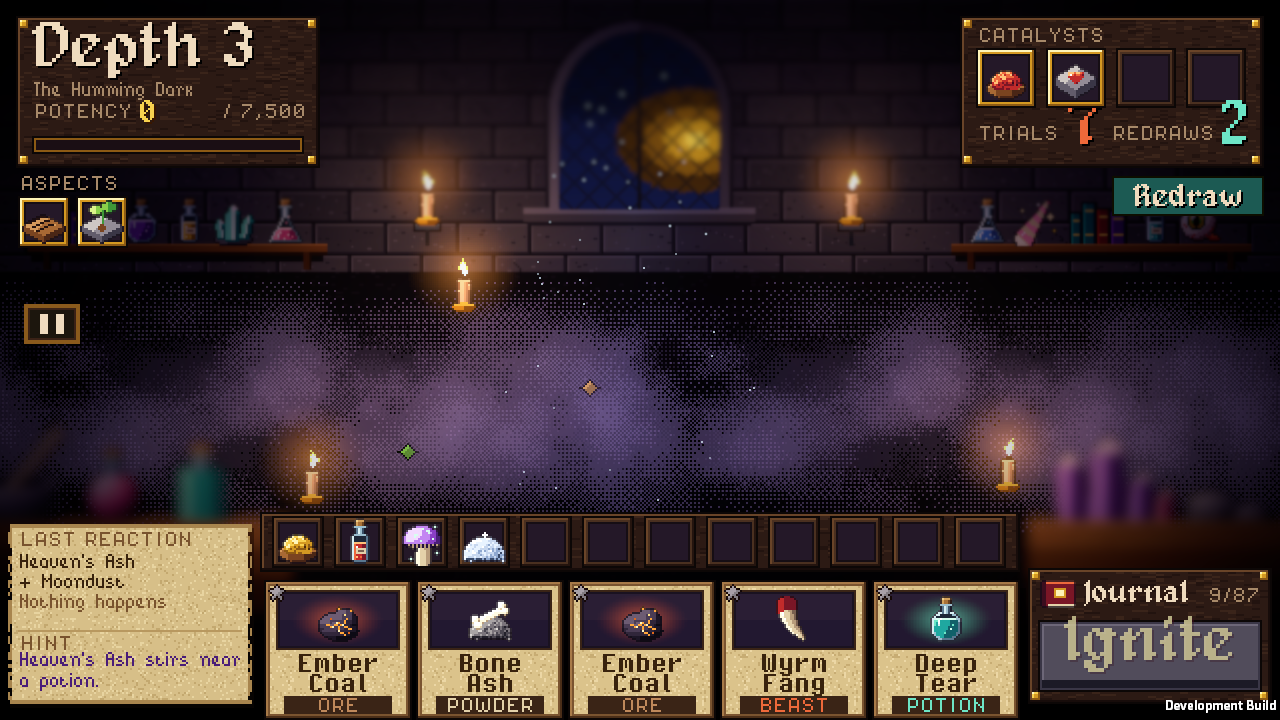 Depth 3
The Humming Dark
POTENCY 0 / 7,500
ASPECTS
CATALYSTS
TRIALS 7 REDRAWS 2
Redraw
LAST REACTION
Heaven's Ash
+ Moondust
Nothing happens
HINT
Heaven's Ash stirs near
a potion.
Ember
Coal
ORE
Bone
Ash
POWDER
Ember
Coal
ORE
Wyrm
Fang
BEAST
Deep
Tear
POTION
Journal 9/87
Ignite
Development Build